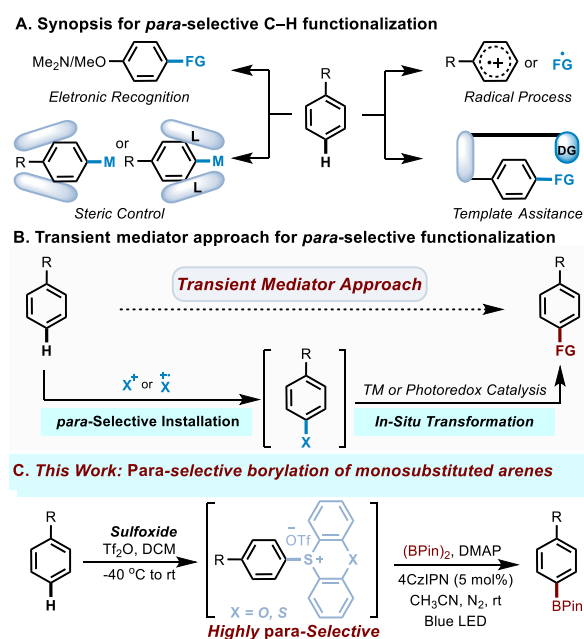 A. Synopsis for para-selective C–H functionalization
Me2N/MeO
FG
Eletronic Recognition
R
H
R
•+
or
FG
Radical Process
R
M
or
R
L
M
L
Steric Control
DG
FG
Template Assitance
B. Transient mediator approach for para-selective functionalization
R
H
Transient Mediator Approach
R
FG
X+ or X+•
para-Selective Installation
R
X
TM or Photoredox Catalysis
In-Situ Transformation
C. This Work: Para-selective borylation of monosubstituted arenes
R
H
Sulfoxide
Tf2O, DCM
-40 oC to rt
R
S+
–
OTf
X
X = O, S
Highly para-Selective
(BPin)2, DMAP
4CzIPN (5 mol%)
CH3CN, N2, rt
Blue LED
R
BPin